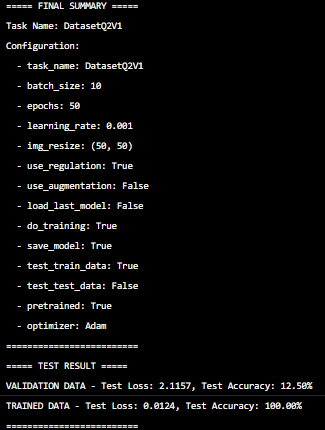 ===== FINAL SUMMARY =====
Task Name: DatasetQ2V1
Configuration:
- task_name: DatasetQ2V1
- batch_size: 10
- epochs: 50
- learning_rate: 0.001
- img_resize: (50, 50)
- use_regulation: True
- use_augmentation: False
- load_last_model: False
- do_training: True
- save_model: True
- test_train_data: True
- test_test_data: False
- pretrained: True
- optimizer: Adam
=========================
===== TEST RESULT =====
VALIDATION DATA - Test Loss: 2.1157, Test Accuracy: 12.50%
TRAINED DATA - Test Loss: 0.0124, Test Accuracy: 100.00%
=========================